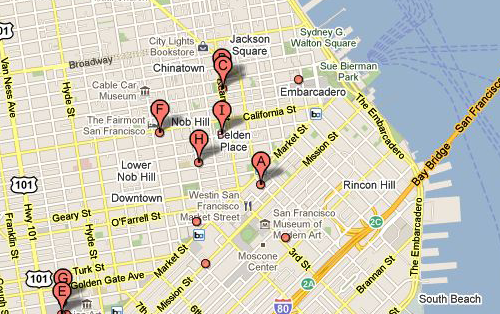 Jackson
Square
City Lights
Bookstore
Sydney G.
Walton Square
Broadway
Chinatown
C
Sue Bierman
Park
Van Ness Ave
Hyde St
Cable Car
Museum
Embarcadero
The Embarcadero
San Francisco
F
I
California St
The Fairmont
San Francisco
Nob Hill
Belden
Place
H
A
Market St
Mission St
Bay Bridge
Lower
Nob Hill
101
Rincon Hill
Downtown
Westin San
Francisco
Market Street
Geary St
O'Farrell St
San Francisco
Museum of
Modern Art
2C
The Embarcadero
Hwy 101
Franklin St
Hyde St
Moscone
Center
3rd St
Market St
2A
Turk St
Golden Gate Ave
101
G
E
Mission St
7th
80
Brannan St
South Beach